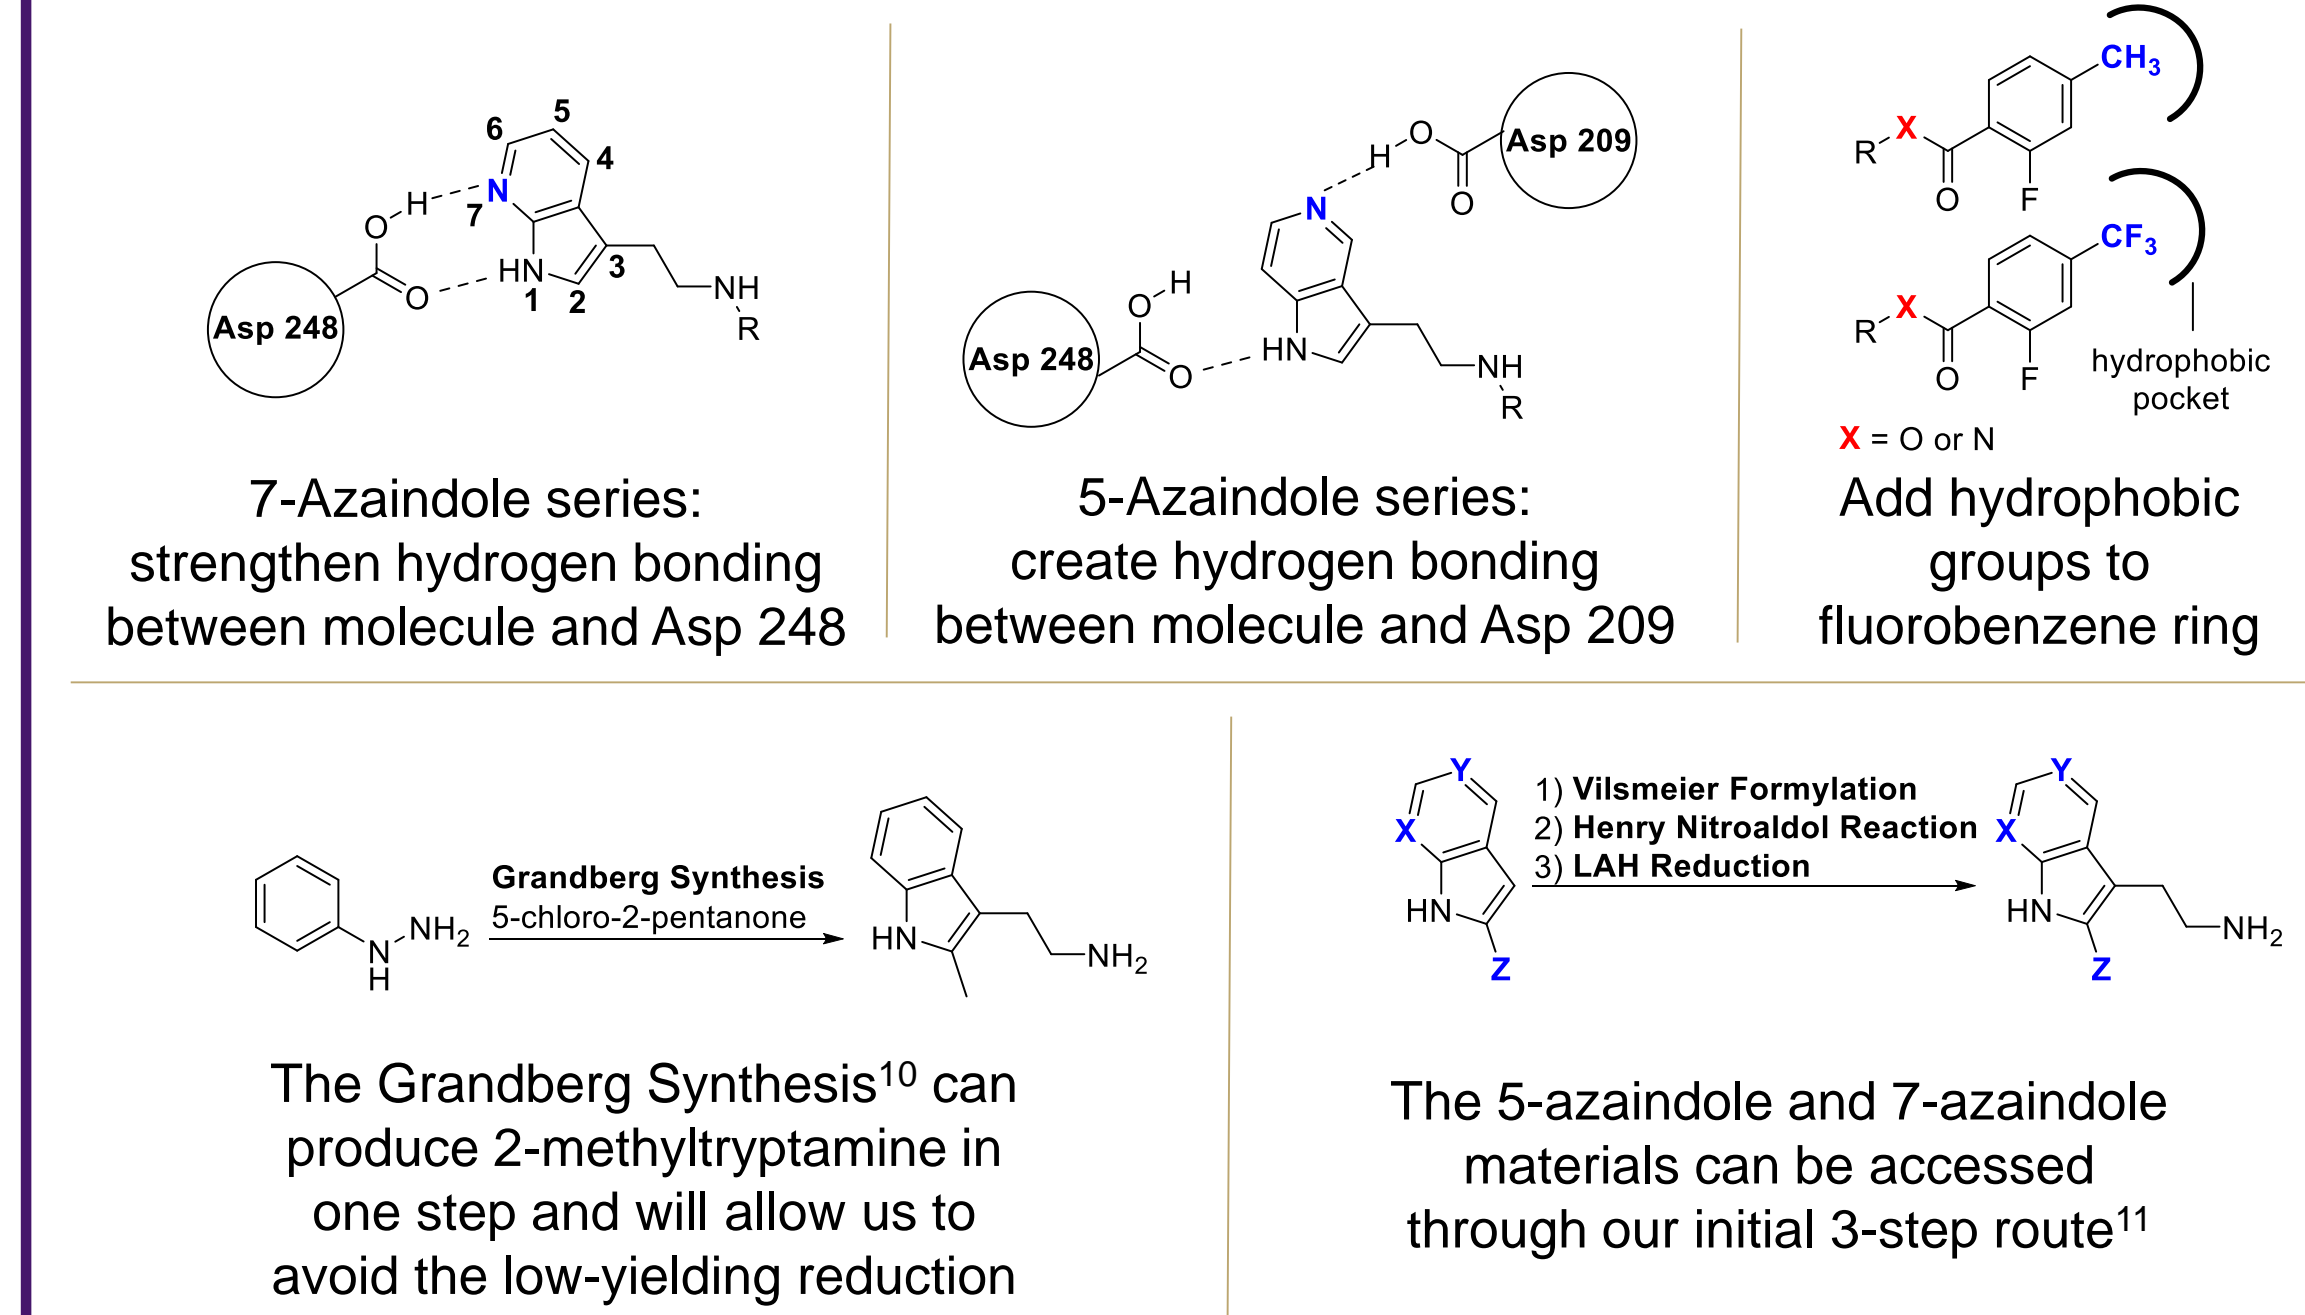 5
6
4
H
N
7
O
HN
3
1
2
O
NH
R
Asp 248
7-Azaindole series:
strengthen hydrogen bonding
between molecule and Asp 248
O
Asp 209
H
O
N
H
O
HN
Asp 248
O
NH
R
5-Azaindole series:
create hydrogen bonding
between molecule and Asp 209
CH3
X
R
O
F
CF3
X
R
O
F
hydrophobic
pocket
X = O or N
Add hydrophobic
groups to
fluorobenzene ring
Grandberg Synthesis
5-chloro-2-pentanone
NH2
N
H
HN
NH2
The Grandberg Synthesis10 can
produce 2-methyltryptamine in
one step and will allow us to
avoid the low-yielding reduction
Y
X
HN
Z
1) Vilsmeier Formylation
2) Henry Nitroaldol Reaction
3) LAH Reduction
Y
X
HN
NH2
Z
The 5-azaindole and 7-azaindole
materials can be accessed
through our initial 3-step route11